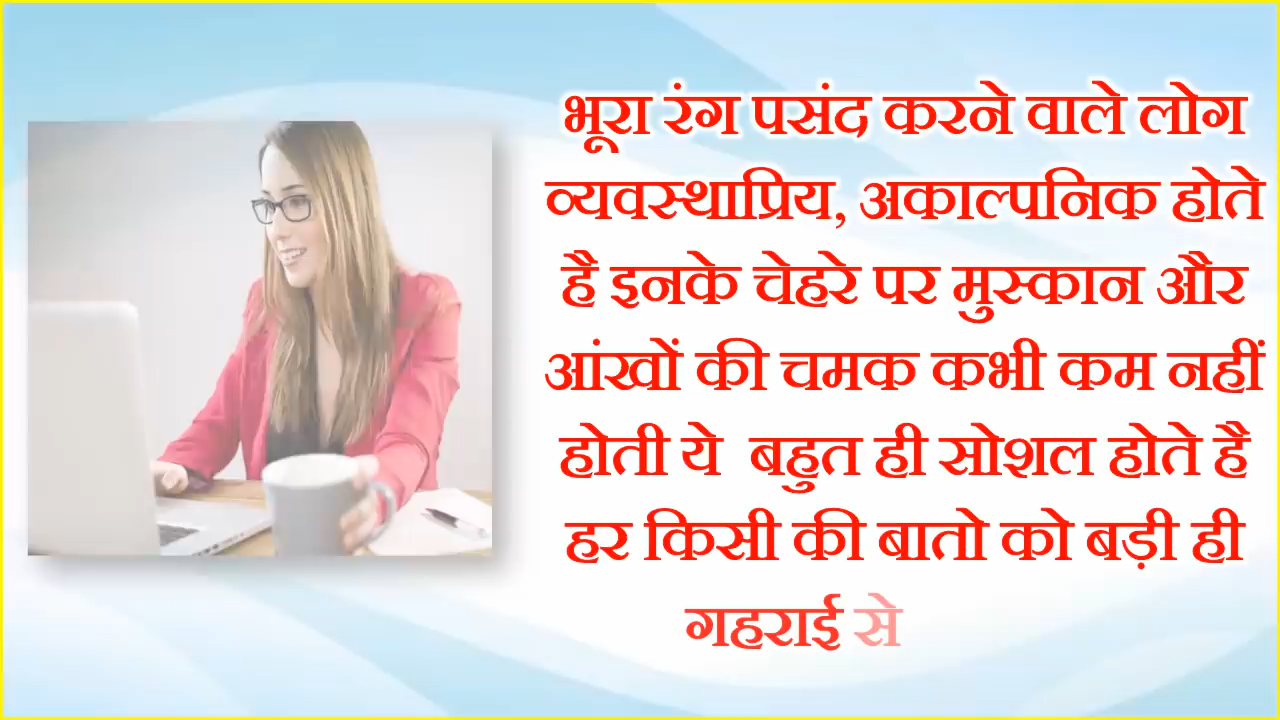 भूरा रंग पसंद करने वाले लोग
व्यवस्थाप्रिय, अकाल्पनिक होते
है इनके चेहरे पर मुस्कान और
आंखों की चमक कभी कम नहीं
होती ये बहुत ही सोशल होते है
हर किसी की बातो को बड़ी ही
गहराई से